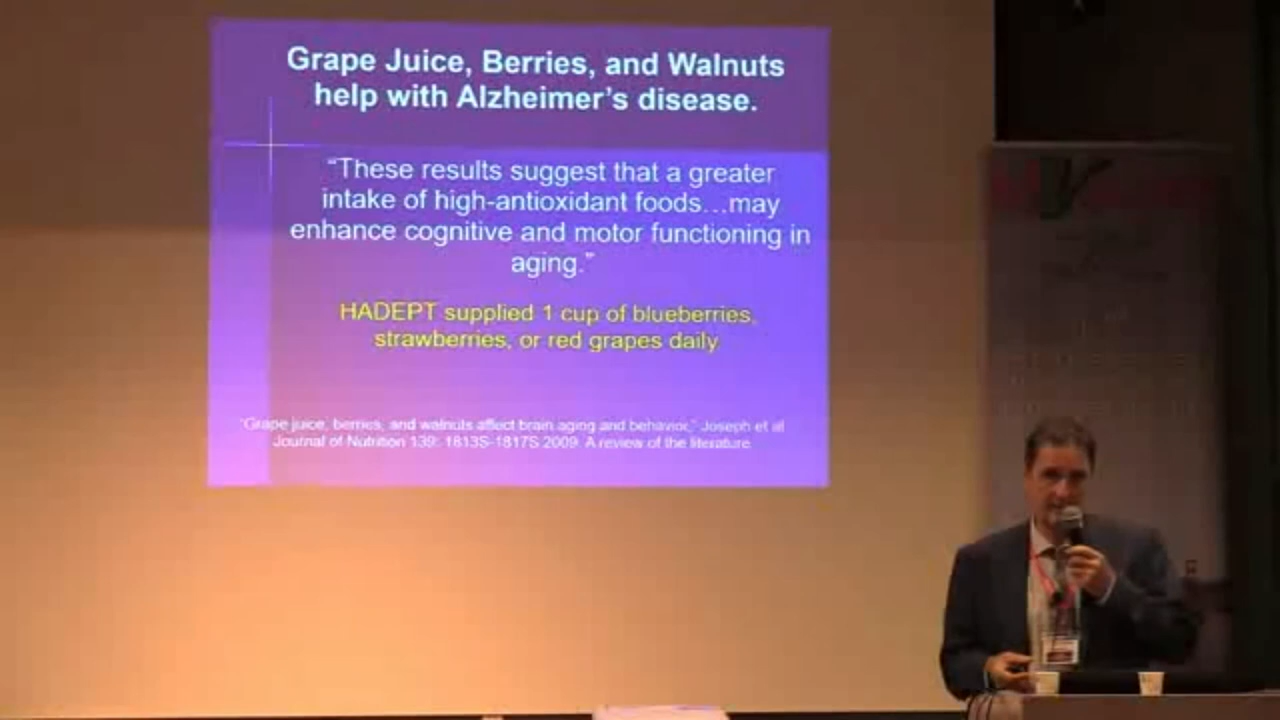 Grape Juice, Berries, and Walnuts
help with Alzheimer's disease.
“These results suggest that a greater
intake of high-antioxidant foods…may
enhance cognitive and motor functioning in
aging.”
HADEPT supplied 1 cup of blueberries,
strawberries, or red grapes daily
“Grape juice, berries, and walnuts affect brain aging and behavior,” Joseph et al
Journal of Nutrition 139: 1813S-1817S 2009. A review of the literature.